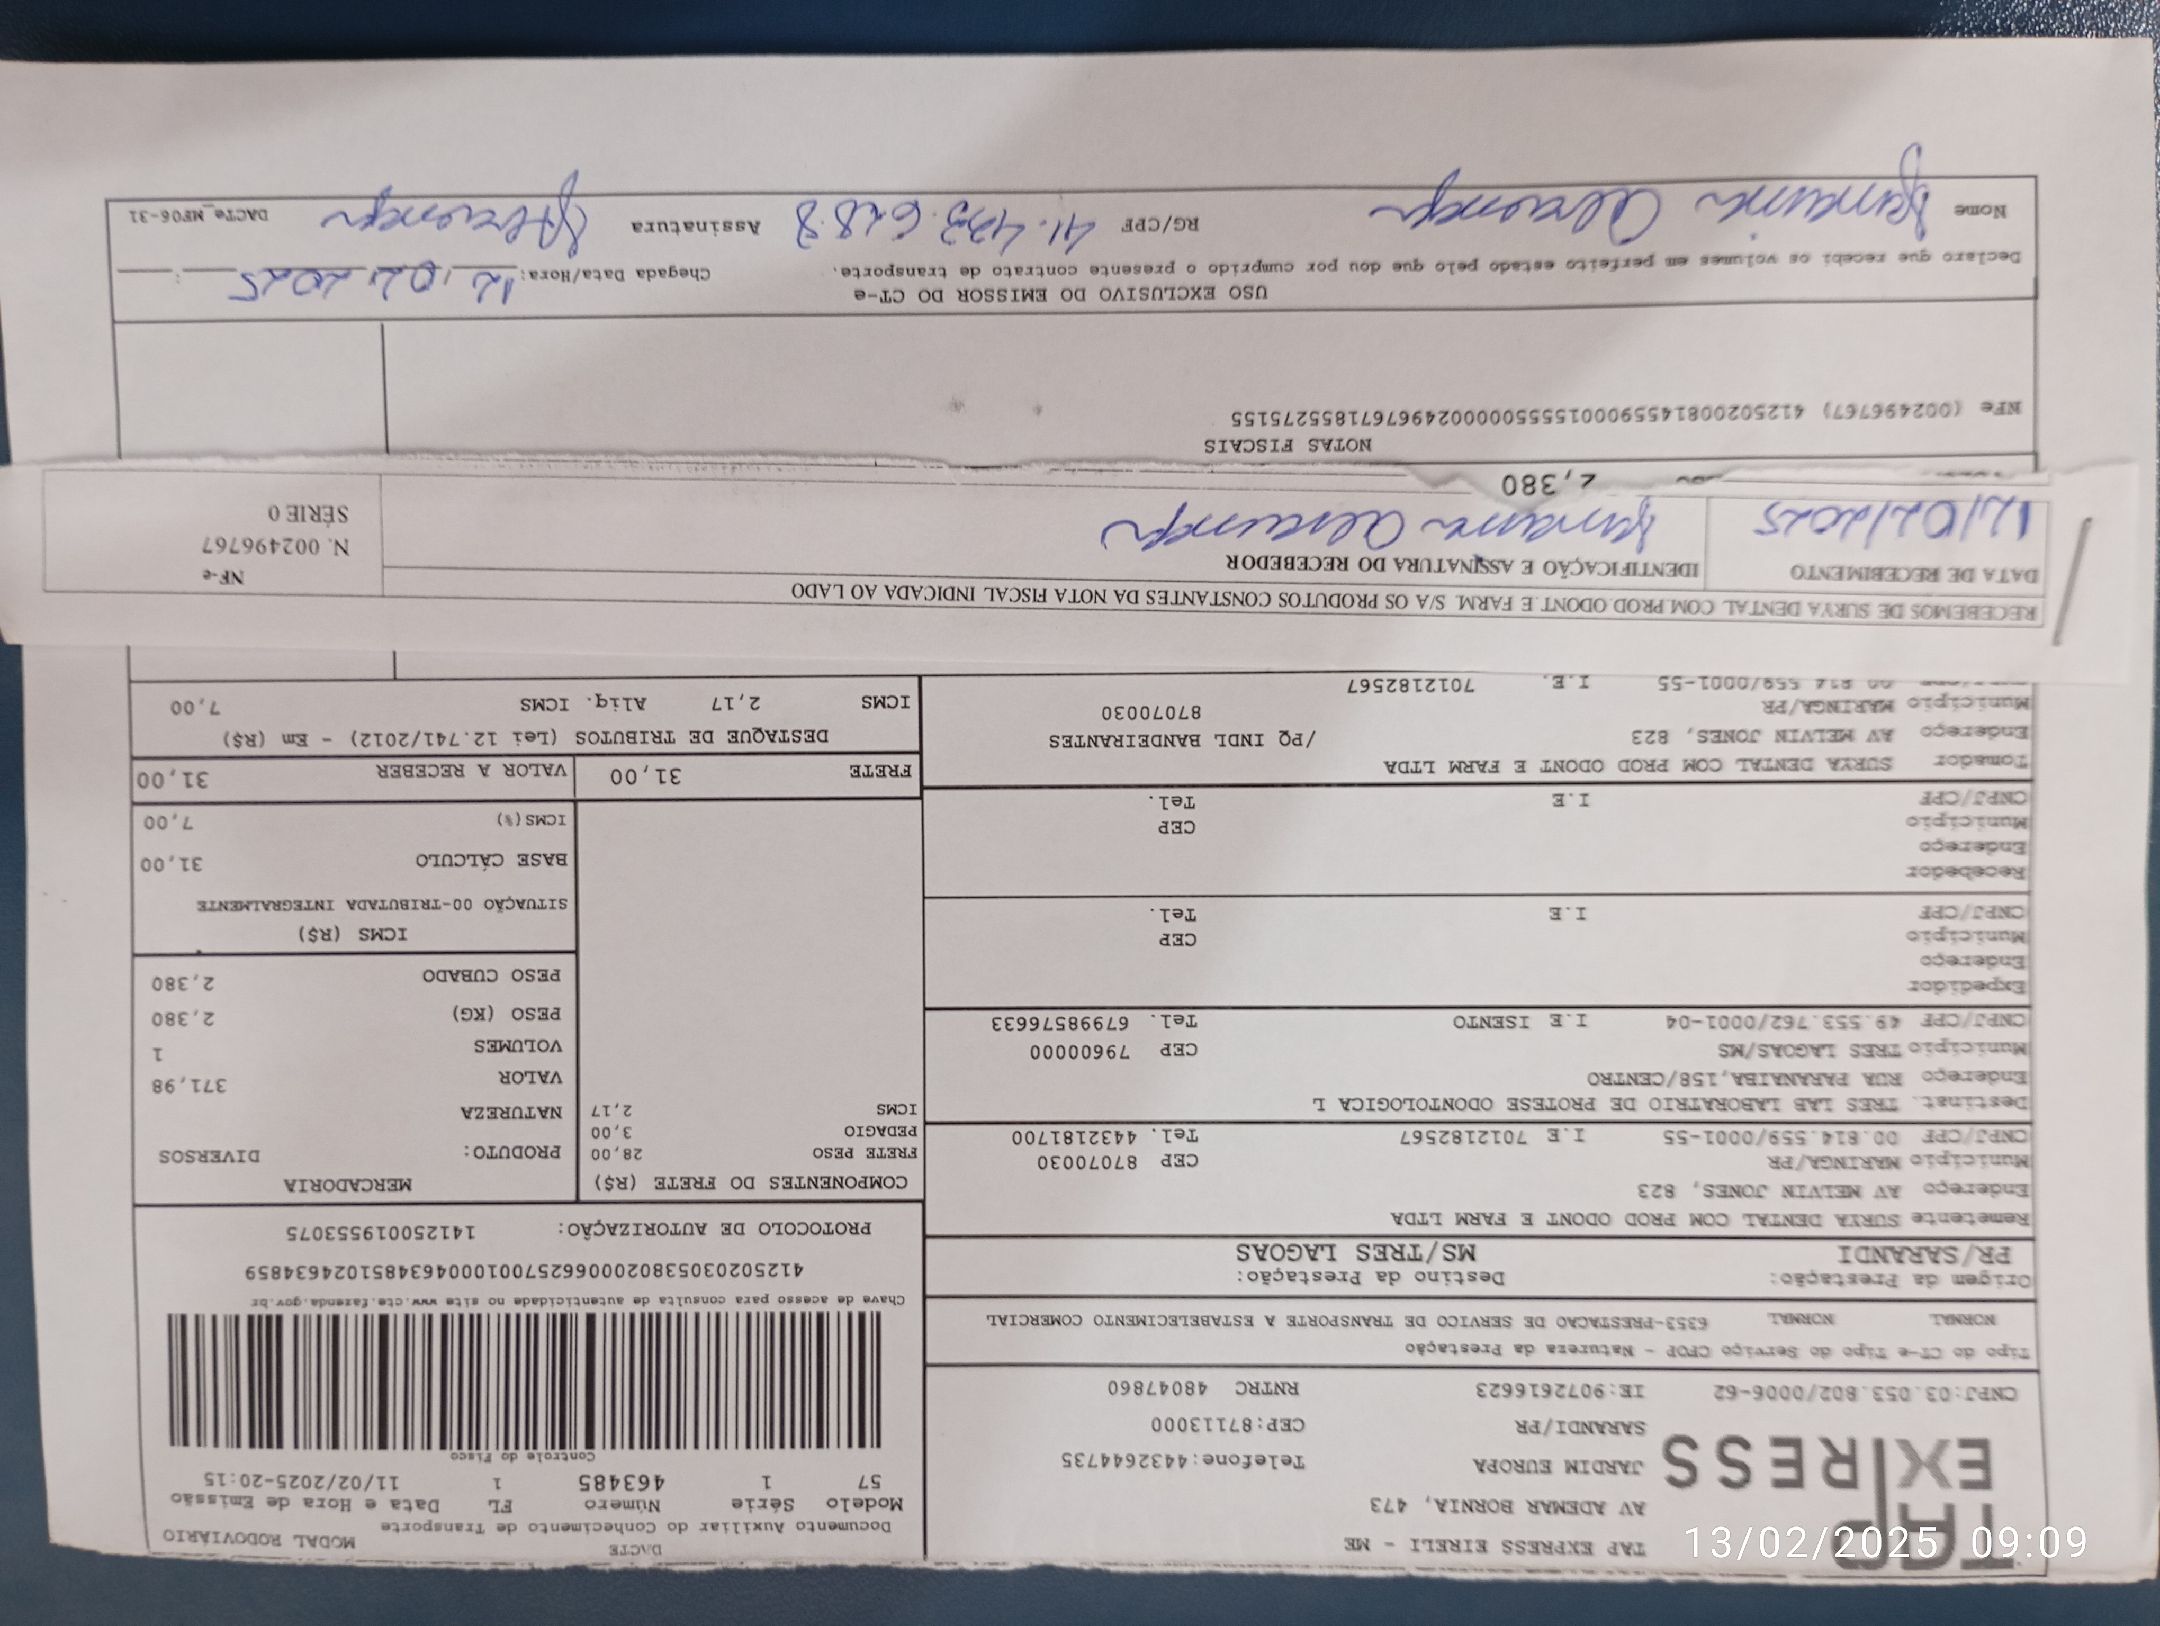 TAP
EXPRESS
TAP EXPRESS EIRELI - ME
AV ADEMAR BORNIA, 473
JARDIM EUROPA
Telefone:4432644735
SARANDI/PR
CEP:87113000
CNPJ:03.053.802/0006-62 IE:9072616623 RNTRC 48047860
DACTE
MODAL RODOVIÁRIO
Documento Auxiliar do Conhecimento de Transporte
Modelo Série Número FL Data e Hora de Emissão
57 1 463485 1 11/02/2025-20:15
Controle do Fisco
Chave de acesso para consulta de autenticidade no site www.cte.fazenda.gov.br
41250203053802000662570010004634851024634859
PROTOCOLO DE AUTORIZAÇÃO: 141250019553075
Tipo do CT-e Tipo do Serviço CFOP - Natureza da Prestação
NORMAL NORMAL 6353-PRESTACAO DE SERVICO DE TRANSPORTE A ESTABELECIMENTO COMERCIAL
Origem da Prestação: Destino da Prestação:
PR/SARANDI MS/TRES LAGOAS
Remetente SURYA DENTAL COM PROD ODONT E FARM LTDA
Endereço AV MELVIN JONES, 823
Município MARINGA/PR CEP 87070030
CNPJ/CPF 00.814.559/0001-55 I.E 7012182567 Tel. 4432181700
Destinat. TRES LAB LABORATRIO DE PROTESE ODONTOLOGICA L
Endereço RUA PARANAIBA,158/CENTRO
Município TRES LAGOAS/MS CEP 79600000
CNPJ/CPF 49.553.762/0001-04 I.E ISENTO Tel. 67998576633
Expedidor
Endereço
Município CEP
CNPJ/CPF I.E Tel.
Recebedor
Endereço
Município CEP
CNPJ/CPF I.E Tel.
Tomador SURYA DENTAL COM PROD ODONT E FARM LTDA
Endereço AV MELVIN JONES, 823 /PQ INDL BANDEIRANTES
Município MARINGA/PR 87070030
00.814.559/0001-55 I.E. 7012182567
COMPONENTES DO FRETE (R$)
FRETE PESO 28,00
PEDAGIO 3,00
ICMS 2,17
MERCADORIA
PRODUTO: DIVERSOS
NATUREZA
VALOR 371,98
VOLUMES 1
PESO (KG) 2,380
PESO CUBADO 2,380
ICMS (R$)
SITUAÇÃO 00-TRIBUTADA INTEGRALMENTE
BASE CÁLCULO 31,00
ICMS(%) 7,00
FRETE 31,00 VALOR A RECEBER 31,00
DESTAQUE DE TRIBUTOS (Lei 12.741/2012) - Em (R$)
ICMS 2,17 Aliq. ICMS 7,00
RECEBEMOS DE SURYA DENTAL COM.PROD.ODONT.E FARM. S/A OS PRODUTOS CONSTANTES DA NOTA FISCAL INDICADA AO LADO
DATA DE RECEBIMENTO IDENTIFICAÇÃO E ASSINATURA DO RECEBEDOR
12/02/2025
NF-e
N. 002496767
SÉRIE 0
2,380
NOTAS FISCAIS
USO EXCLUSIVO DO EMISSOR DO CT-e
Declaro que recebi os volumes em perfeito estado pelo que dou por cumprido o presente contrato de transporte.
Chegada Data/Hora: 12/02/2025
Nome
RG/CPF
Assinatura
DACTe_MF06-31
13/02/2025 09:09